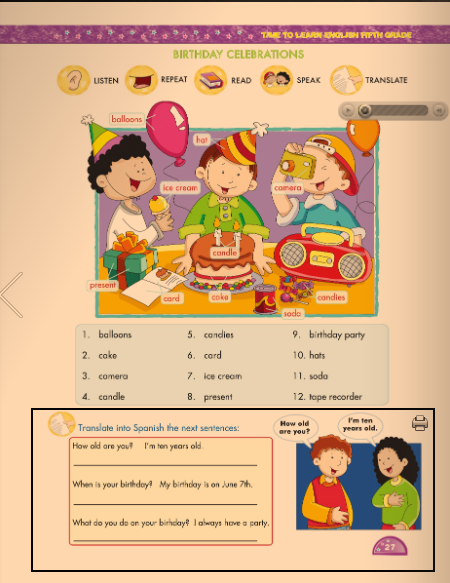 TIME TO LEARN ENGLISH FIFTH GRADE
BIRTHDAY CELEBRATIONS
LISTEN REPEAT READ SPEAK TRANSLATE
balloons
hat
ice cream
camera
candle
present
card
cake
candies
soda
1. balloons
2. cake
3. camera
4. candle
5. candies
6. card
7. ice cream
8. present
9. birthday party
10. hats
11. soda
12. tape recorder
Translate into Spanish the next sentences:
How old are you? I'm ten years old.
When is your birthday? My birthday is on June 7th.
What do you do on your birthday? I always have a party.
How old
are you?
I'm ten
years old.
27